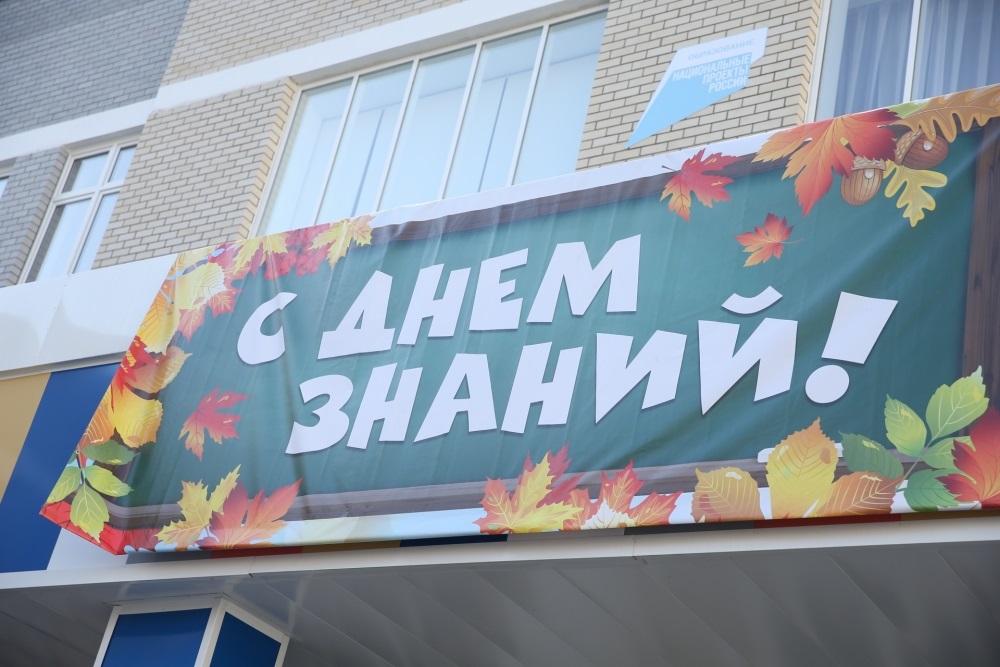 ОБРАЗОВАНИЕ
НАЦИОНАЛЬНЫЕ
ПРОЕКТЫ
РОССИИ
С ДНЕМ
ЗНАНИЙ!